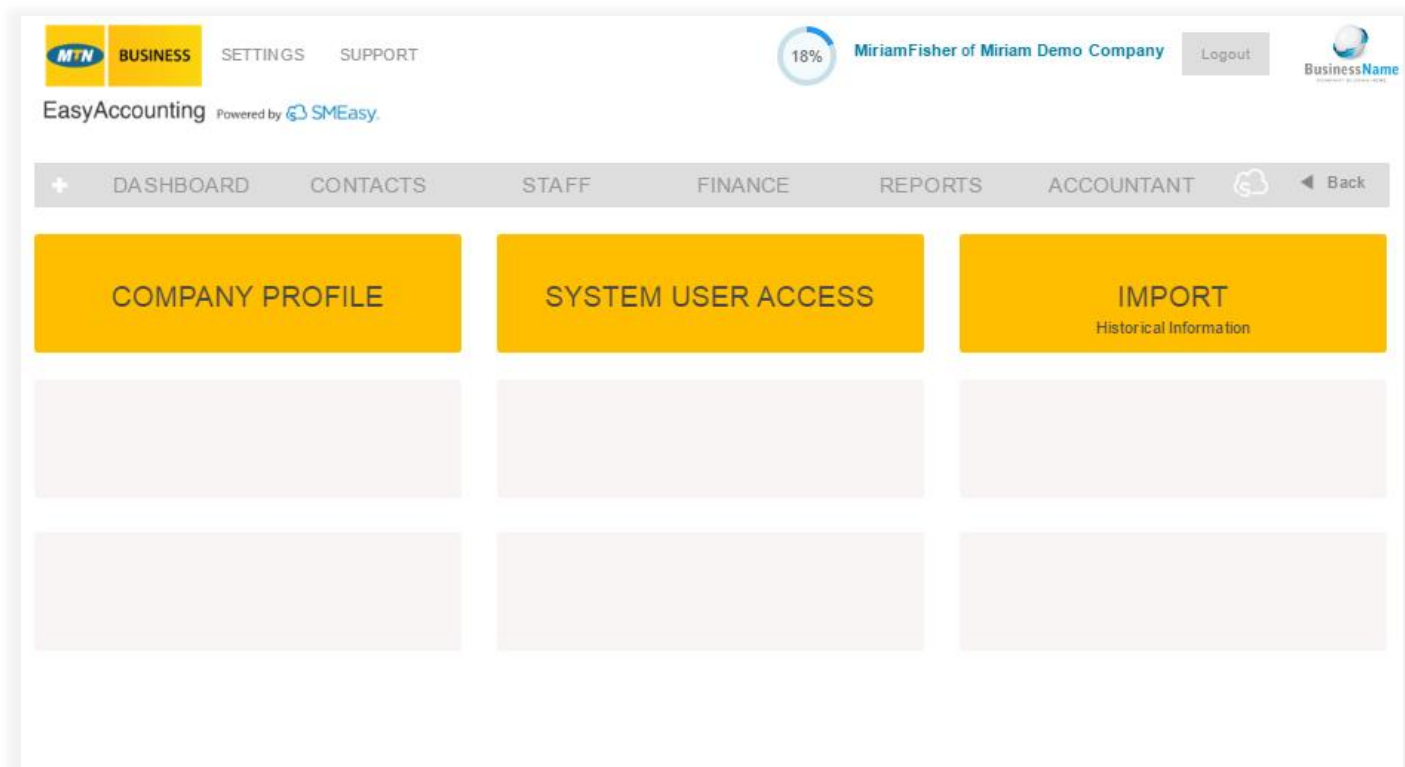 MTN BUSINESS SETTINGS SUPPORT
18% MiriamFisher of Miriam Demo Company Logout
BusinessName
EasyAccounting Powered by SMEasy.
DASHBOARD CONTACTS STAFF FINANCE REPORTS ACCOUNTANT Back
COMPANY PROFILE SYSTEM USER ACCESS IMPORT
Historical Information